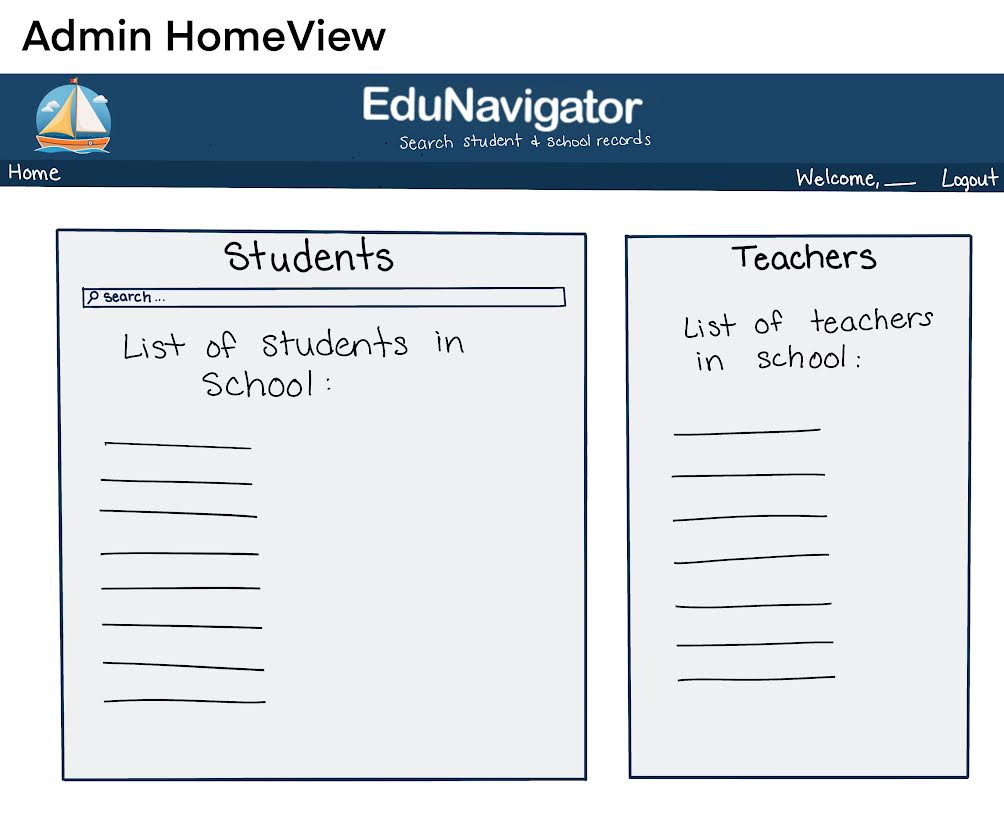 Admin HomeView
EduNavigator
Search student & school records
Home
Welcome, ___ Logout
Students
search...
List of students in
School:
Teachers
List of teachers
in school: